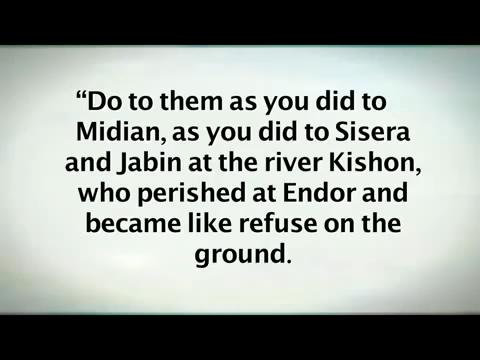 “Do to them as you did to
Midian, as you did to Sisera
and Jabin at the river Kishon,
who perished at Endor and
became like refuse on the
ground.